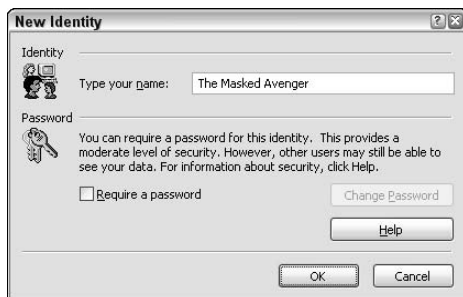 New Identity
Identity
Type your name: The Masked Avenger
Password
You can require a password for this identity. This provides a
moderate level of security. However, other users may still be able to
see your data. For information about security, click Help.
Require a password Change Password
Help
OK Cancel